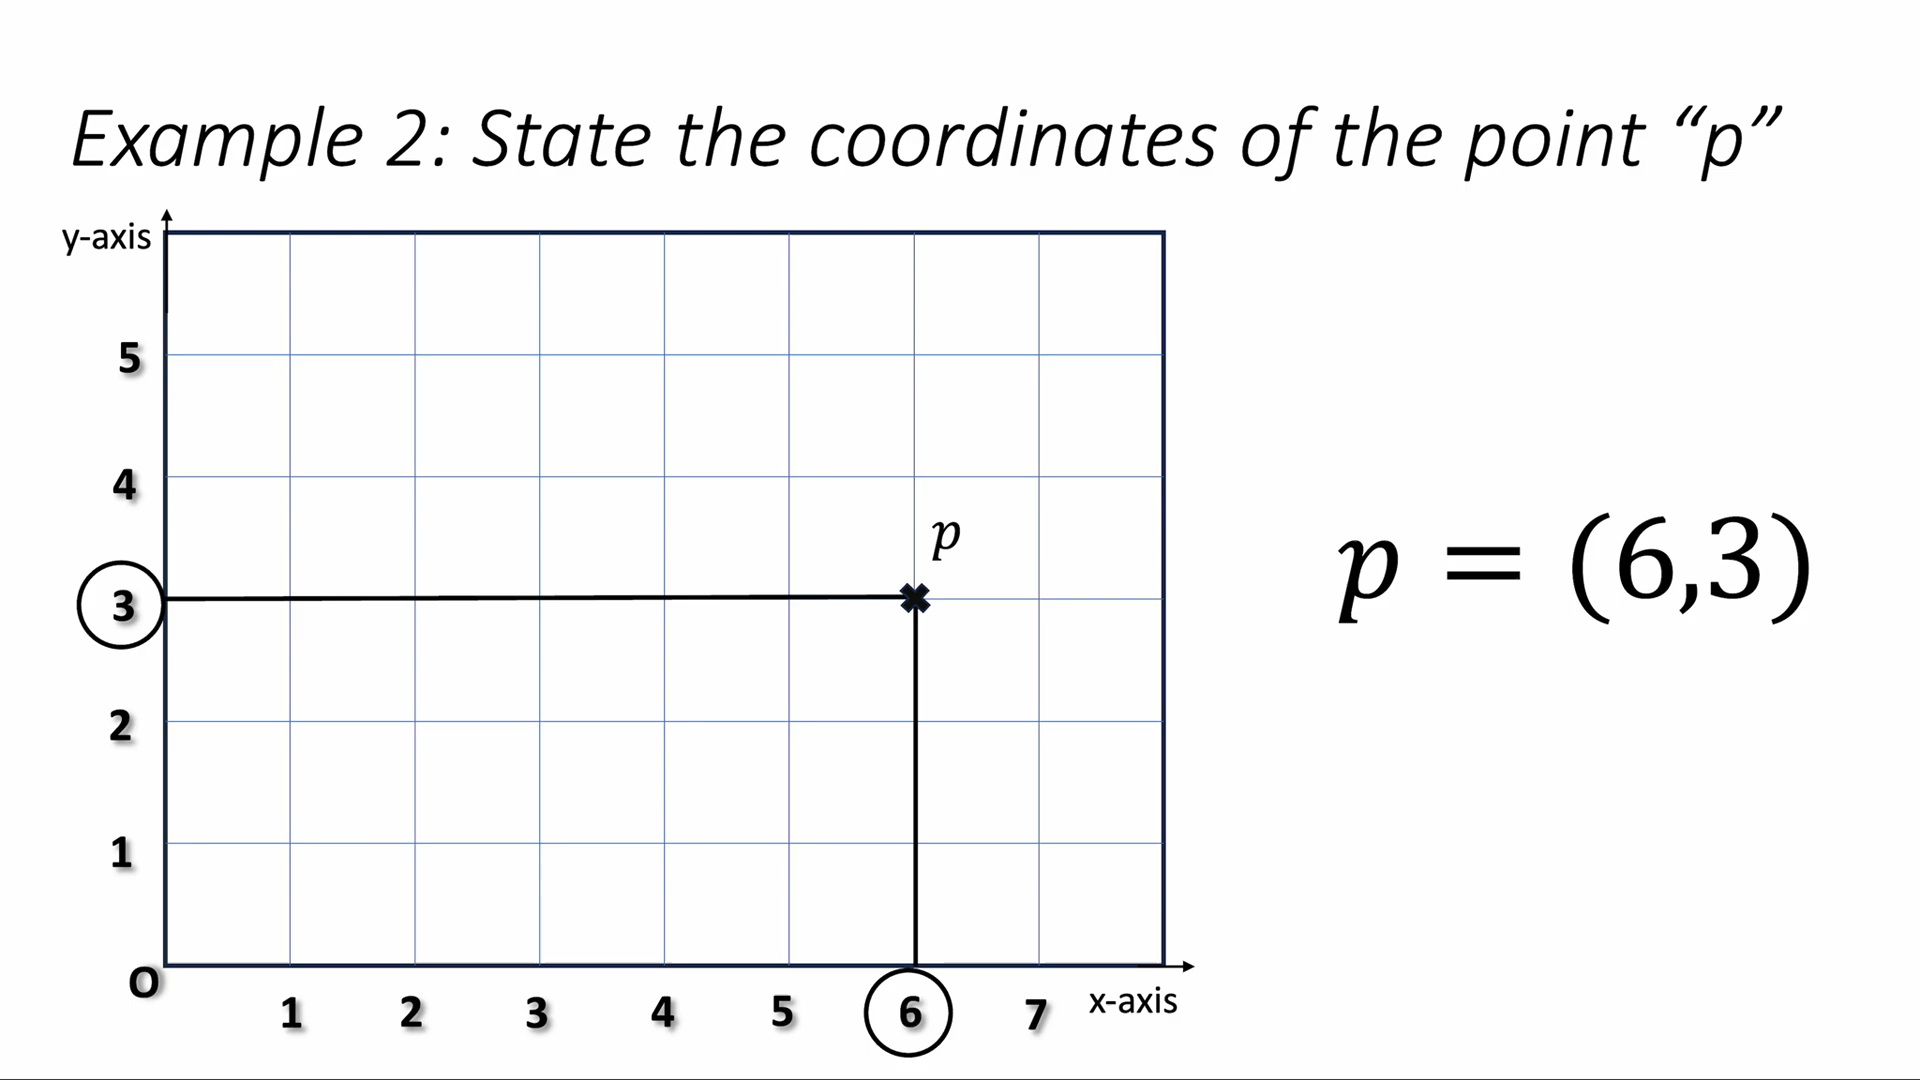 Example 2: State the coordinates of the point “p”
y-axis
5
4
p
3
p = (6,3)
2
1
O
1 2 3 4 5 6 7 x-axis